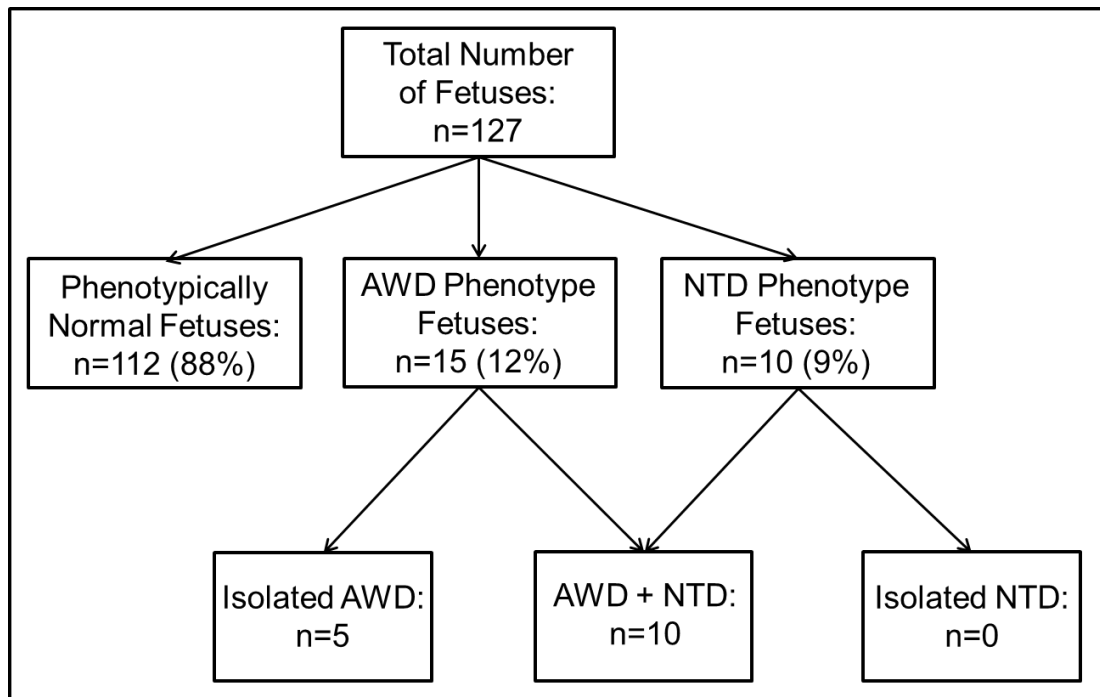 Total Number
of Fetuses:
n=127
Phenotypically
Normal Fetuses:
n=112 (88%)
AWD Phenotype
Fetuses:
n=15 (12%)
NTD Phenotype
Fetuses:
n=10 (9%)
Isolated AWD:
n=5
AWD + NTD:
n=10
Isolated NTD:
n=0